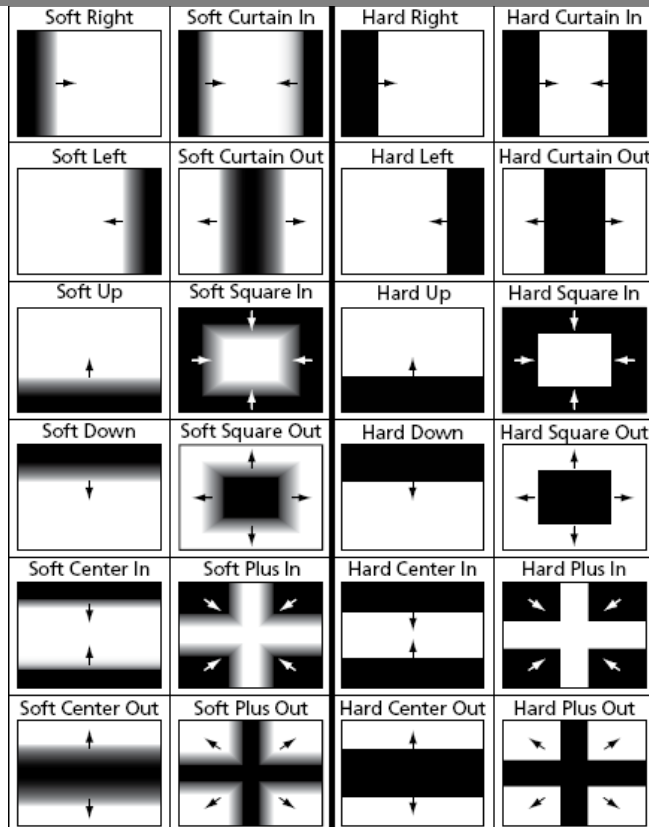 Soft Right
Soft Curtain In
Hard Right
Hard Curtain In
Soft Left
Soft Curtain Out
Hard Left
Hard Curtain Out
Soft Up
Soft Square In
Hard Up
Hard Square In
Soft Down
Soft Square Out
Hard Down
Hard Square Out
Soft Center In
Soft Plus In
Hard Center In
Hard Plus In
Soft Center Out
Soft Plus Out
Hard Center Out
Hard Plus Out